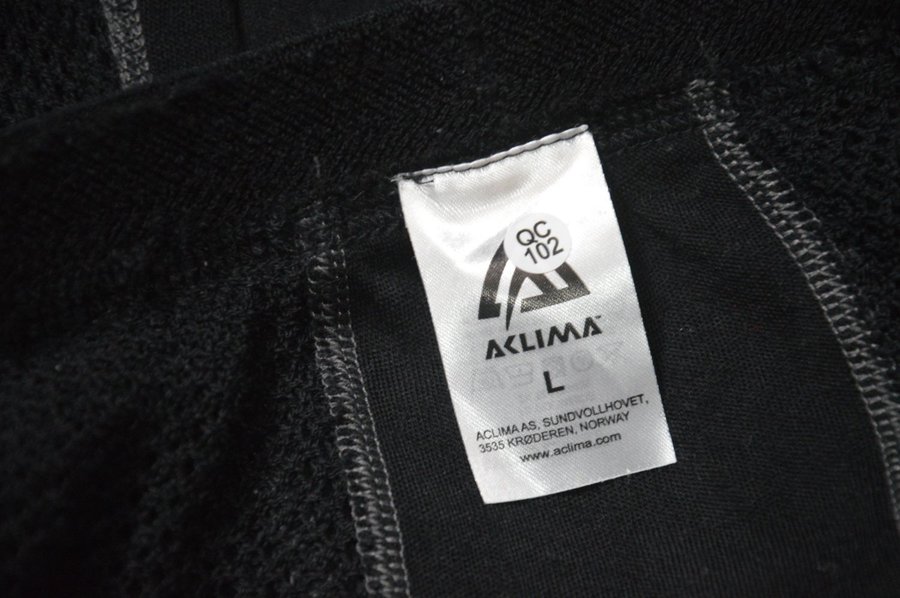 QC
102
ACLIMA™
L
ACLIMA AS, SUNDVOLLHOVET,
3535 KRØDEREN, NORWAY
www.aclima.com